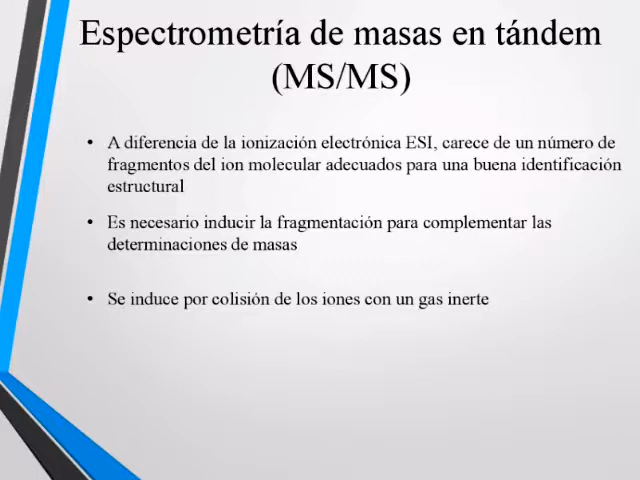 Espectrometría de masas en tándem
(MS/MS)
• A diferencia de la ionización electrónica ESI, carece de un número de
fragmentos del ion molecular adecuados para una buena identificación
estructural
• Es necesario inducir la fragmentación para complementar las
determinaciones de masas
• Se induce por colisión de los iones con un gas inerte